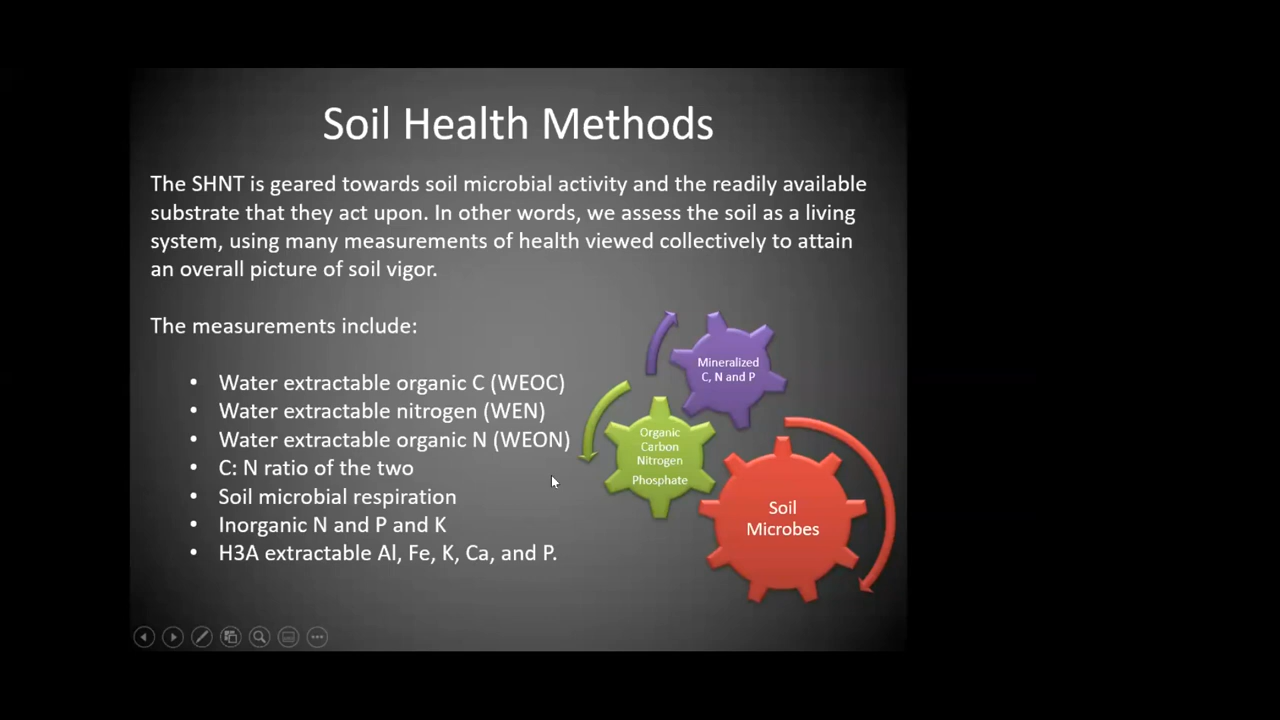 Soil Health Methods
The SHNT is geared towards soil microbial activity and the readily available
substrate that they act upon. In other words, we assess the soil as a living
system, using many measurements of health viewed collectively to attain
an overall picture of soil vigor.
The measurements include:
• Water extractable organic C (WEOC)
• Water extractable nitrogen (WEN)
• Water extractable organic N (WEON)
• C: N ratio of the two
• Soil microbial respiration
• Inorganic N and P and K
• H3A extractable Al, Fe, K, Ca, and P.
Mineralized
C, N and P
Organic
Carbon
Nitrogen
Phosphate
Soil
Microbes